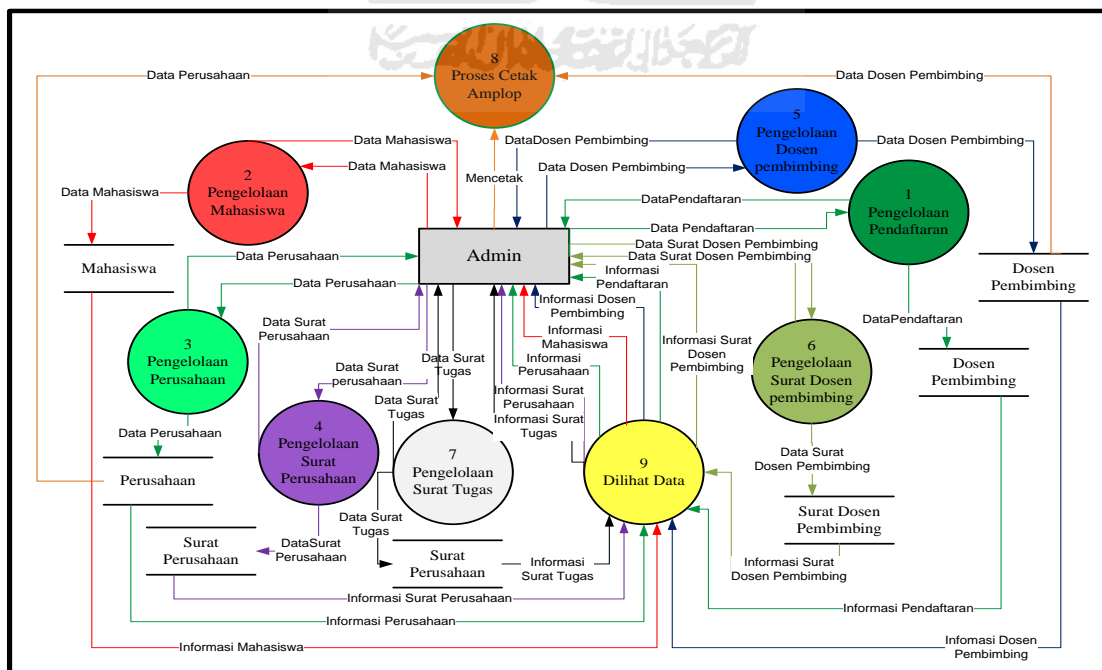 8
Proses Cetak
Amplop
Data Perusahaan
Data Dosen Pembimbing
5
Pengelolaan
Dosen
pembimbing
Data Mahasiswa
DataDosen Pembimbing
Data Dosen Pembimbing
2
Pengelolaan
Mahasiswa
Data Mahasiswa
Data Dosen Pembimbing
Mencetak
1
Pengelolaan
Pendaftaran
Data Mahasiswa
DataPendaftaran
Data Pendaftaran
Admin
Data Surat Dosen Pembimbing
Data Surat Dosen Pembimbing
Mahasiswa
Data Perusahaan
Informasi
Pendaftaran
Dosen
Pembimbing
Data Perusahaan
Informasi Dosen
Pembimbing
Data Surat
Perusahaan
DataPendaftaran
Informasi
Mahasiswa
Informasi Surat
Dosen
Pembimbing
3
Pengelolaan
Perusahaan
Data Surat
Tugas
Informasi
Perusahaan
6
Pengelolaan
Surat Dosen
pembimbing
Dosen
Pembimbing
Data Surat
perusahaan
Data Surat
Tugas
Informasi Surat
Perusahaan
Informasi Surat
Tugas
Data Perusahaan
4
Pengelolaan
Surat
Perusahaan
7
Pengelolaan
Surat Tugas
9
Dilihat Data
Data Surat
Dosen Pembimbing
Perusahaan
Surat Dosen
Pembimbing
Data Surat
Tugas
DataSurat
Perusahaan
Surat
Perusahaan
Surat
Perusahaan
Informasi
Surat Tugas
Informasi Surat
Dosen Pembimbing
Informasi Surat Perusahaan
Informasi Pendaftaran
Informasi Perusahaan
Informasi Mahasiswa
Infomasi Dosen
Pembimbing